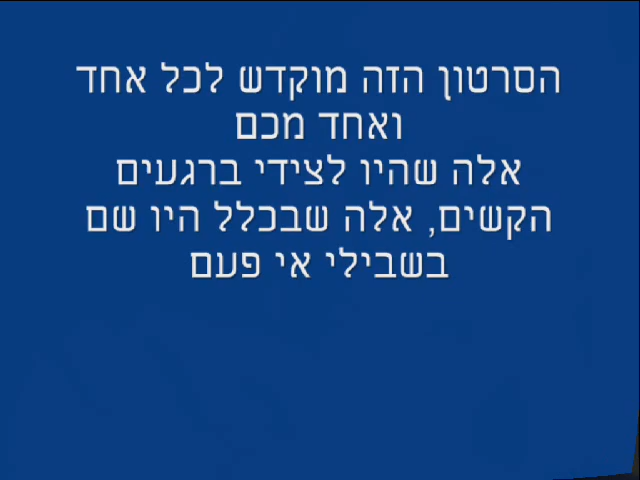 הסרטון הזה מוקדש לכל אחד
ואחד מכם
אלה שהיו לצידי ברגעים
הקשים, אלה שבכלל היו שם
בשבילי אי פעם